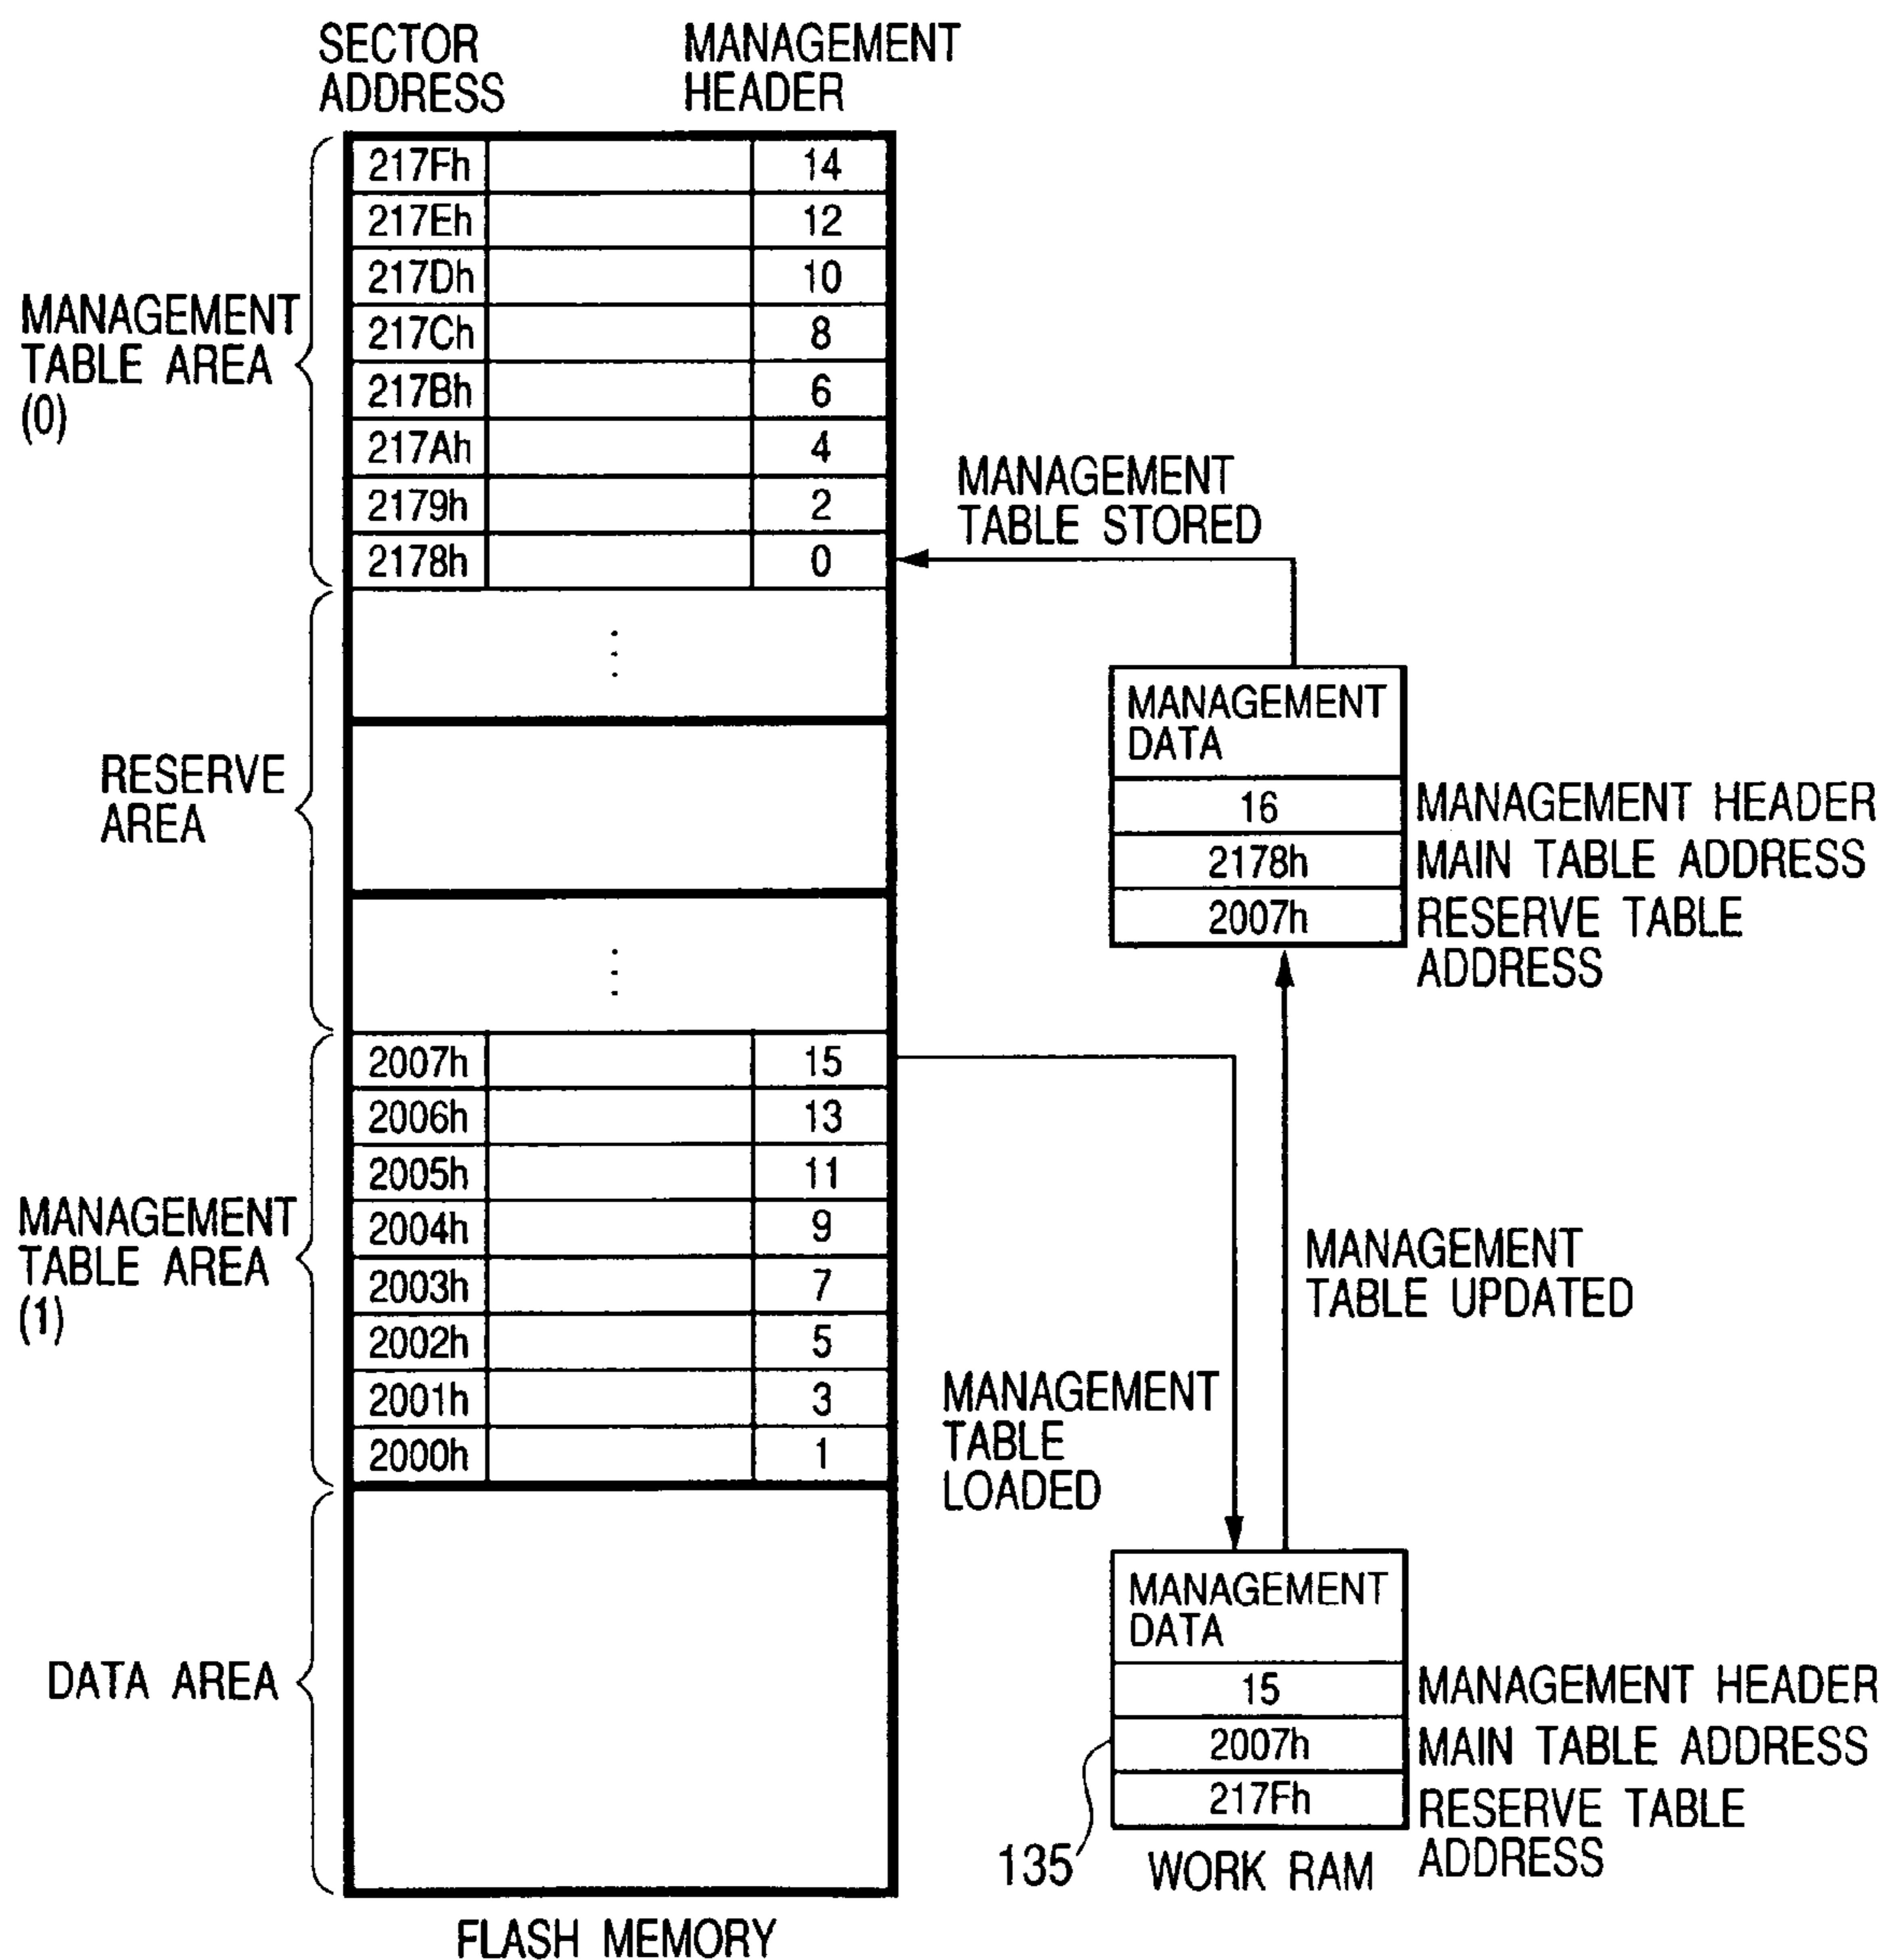 SECTOR
ADDRESS
MANAGEMENT
HEADER
217Fh 14
217Eh 12
217Dh 10
217Ch 8
217Bh 6
217Ah 4
2179h 2
2178h 0
MANAGEMENT
TABLE AREA
(0)
MANAGEMENT
TABLE STORED
RESERVE
AREA
MANAGEMENT
DATA
16 MANAGEMENT HEADER
2178h MAIN TABLE ADDRESS
2007h RESERVE TABLE
ADDRESS
2007h 15
2006h 13
2005h 11
2004h 9
2003h 7
2002h 5
2001h 3
2000h 1
MANAGEMENT
TABLE AREA
(1)
MANAGEMENT
TABLE UPDATED
MANAGEMENT
TABLE
LOADED
DATA AREA
MANAGEMENT
DATA
15 MANAGEMENT HEADER
2007h MAIN TABLE ADDRESS
217Fh RESERVE TABLE
ADDRESS
135
WORK RAM
FLASH MEMORY